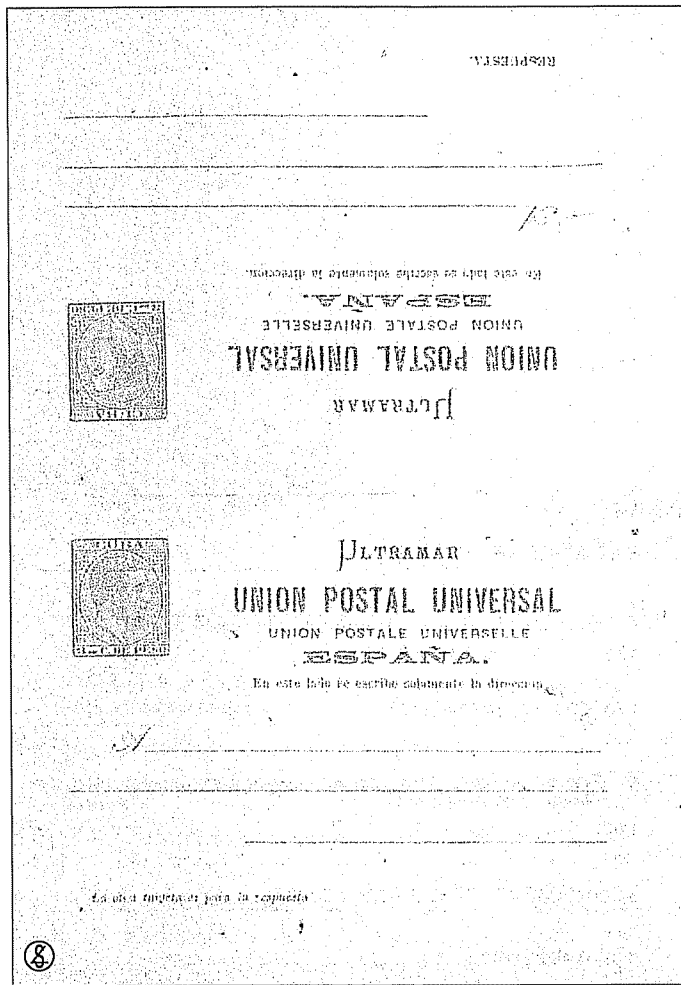 RESPUESTA.
A
En este lado se escribe solamente la direccion.
ESPAÑA.
UNION POSTALE UNIVERSELLE
UNION POSTAL UNIVERSAL
ULTRAMAR
CUBA
CUBA
ULTRAMAR
UNION POSTAL UNIVERSAL
UNION POSTALE UNIVERSELLE
ESPAÑA.
En este lado se escribe solamente la direccion.
A
La otra tarjeta es para la respuesta